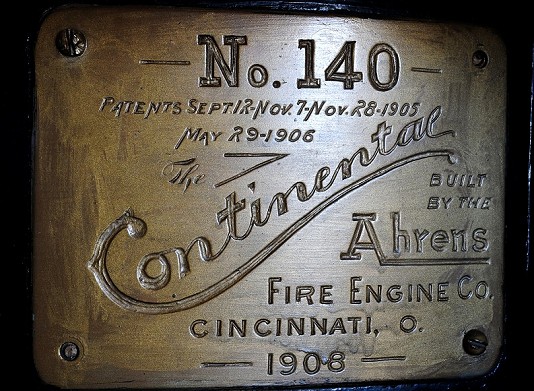 — No. 140 —
PATENTS SEPT.12-NOV.7-NOV.28-1905
MAY 29-1906
The
Continental
BUILT
BY THE
Ahrens
FIRE ENGINE CO.
CINCINNATI, O.
— 1908 —